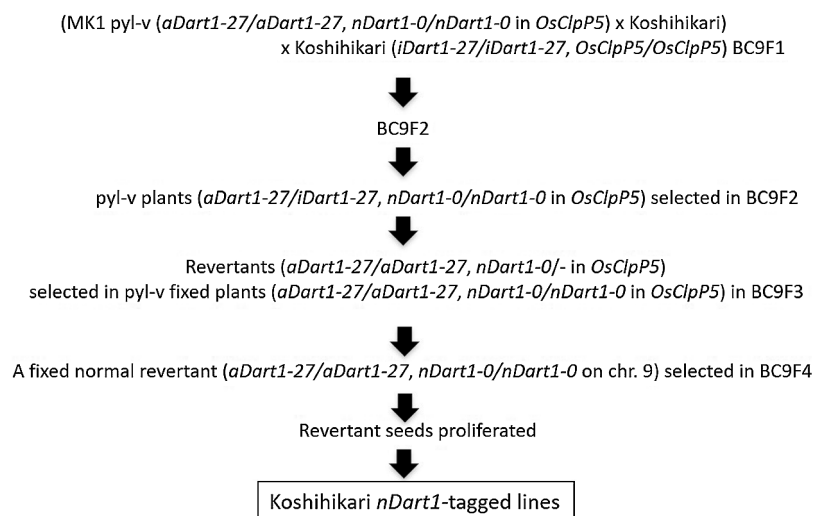 (MK1 pyl-v (aDart1-27/aDart1-27, nDart1-0/nDart1-0 in OsClpP5) x Koshihikari)
x Koshihikari (iDart1-27/iDart1-27, OsClpP5/OsClpP5) BC9F1
BC9F2
pyl-v plants (aDart1-27/iDart1-27, nDart1-0/nDart1-0 in OsClpP5) selected in BC9F2
Revertants (aDart1-27/aDart1-27, nDart1-0/- in OsClpP5)
selected in pyl-v fixed plants (aDart1-27/aDart1-27, nDart1-0/nDart1-0 in OsClpP5) in BC9F3
A fixed normal revertant (aDart1-27/aDart1-27, nDart1-0/nDart1-0 on chr. 9) selected in BC9F4
Revertant seeds proliferated
Koshihikari nDart1-tagged lines